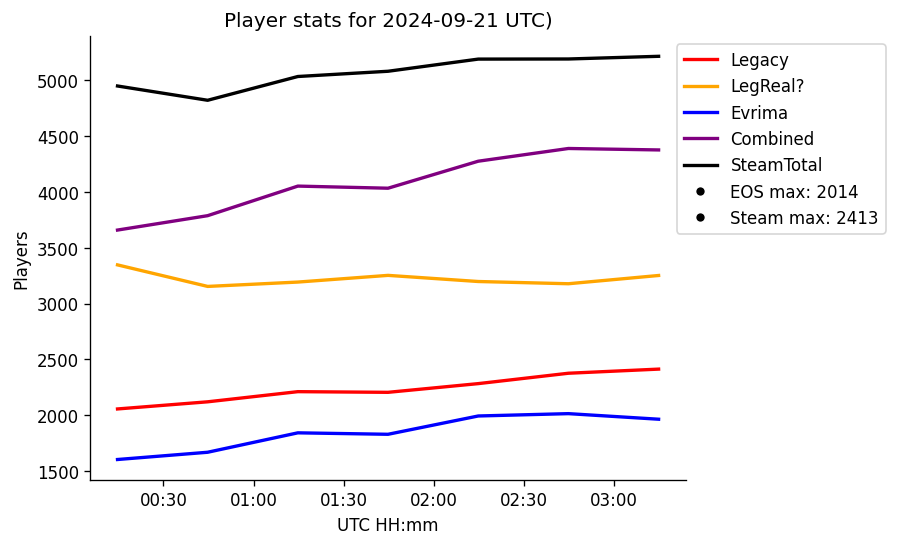 Player stats for 2024-09-21 UTC)
Legacy
LegReal?
Evrima
Combined
SteamTotal
EOS max: 2014
Steam max: 2413
Players
5000
4500
4000
3500
3000
2500
2000
1500
00:30 01:00 01:30 02:00 02:30 03:00
UTC HH:mm